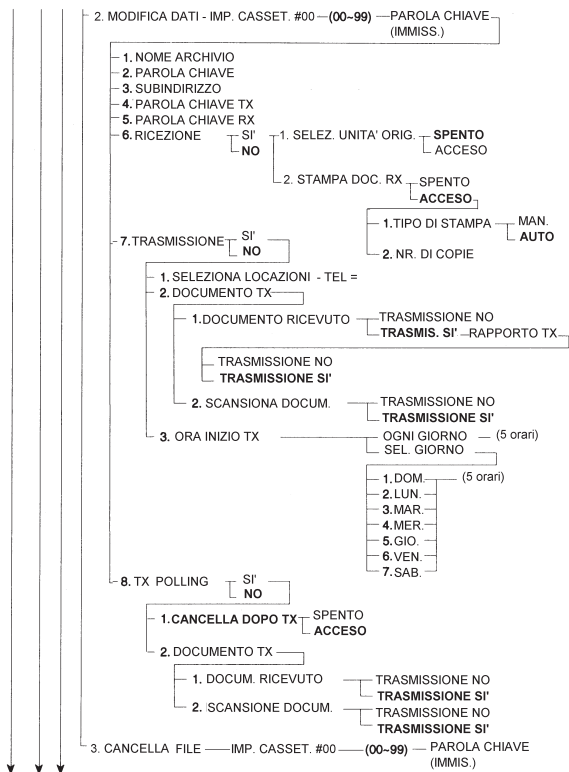 2. MODIFICA DATI - IMP. CASSET. #00 (00~99) PAROLA CHIAVE
(IMMISS.)
1. NOME ARCHIVIO
2. PAROLA CHIAVE
3. SUBINDIRIZZO
4. PAROLA CHIAVE TX
5. PAROLA CHIAVE RX
6. RICEZIONE SI' 1. SELEZ. UNITA' ORIG. SPENTO
NO ACCESO
2. STAMPA DOC. RX SPENTO
ACCESO
1.TIPO DI STAMPA MAN.
AUTO
2. NR. DI COPIE
7. TRASMISSIONE SI'
NO
1. SELEZIONA LOCAZIONI - TEL =
2. DOCUMENTO TX
1.DOCUMENTO RICEVUTO TRASMISSIONE NO
TRASMIS. SI' RAPPORTO TX
TRASMISSIONE NO
TRASMISSIONE SI'
2. SCANSIONA DOCUM. TRASMISSIONE NO
TRASMISSIONE SI'
3. ORA INIZIO TX OGNI GIORNO (5 orari)
SEL. GIORNO
1. DOM. (5 orari)
2. LUN.
3. MAR.
4. MER.
5. GIO.
6. VEN.
7. SAB.
8. TX POLLING SI'
NO
1. CANCELLA DOPO TX SPENTO
ACCESO
2. DOCUMENTO TX
1. DOCUM. RICEVUTO TRASMISSIONE NO
TRASMISSIONE SI'
2. SCANSIONE DOCUM. TRASMISSIONE NO
TRASMISSIONE SI'
3. CANCELLA FILE IMP. CASSET. #00 (00~99) PAROLA CHIAVE
(IMMIS.)